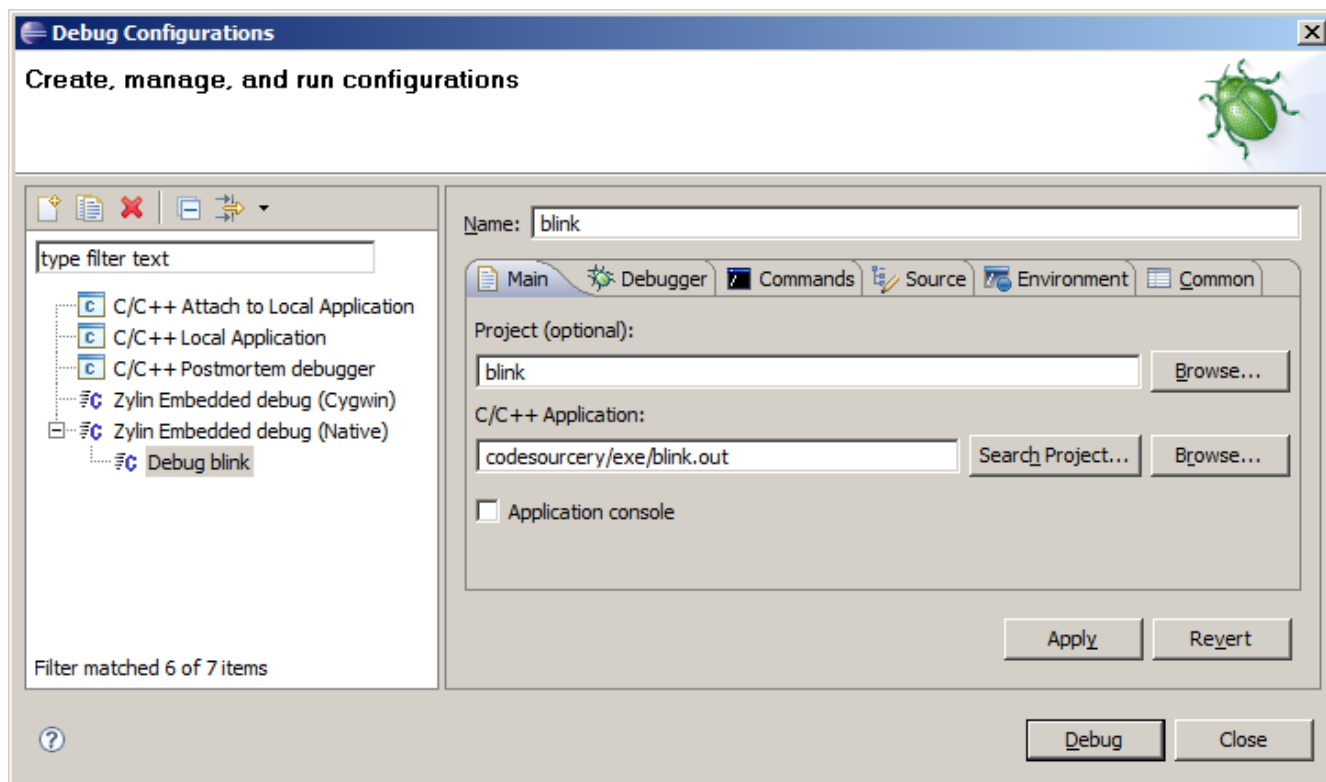 Debug Configurations
Create, manage, and run configurations
type filter text
C/C++ Attach to Local Application
C/C++ Local Application
C/C++ Postmortem debugger
Zylin Embedded debug (Cygwin)
Zylin Embedded debug (Native)
Debug blink
Filter matched 6 of 7 items
Name: blink
Main Debugger Commands Source Environment Common
Project (optional):
blink Browse...
C/C++ Application:
codesourcery/exe/blink.out Search Project... Browse...
Application console
Apply Revert
Debug Close